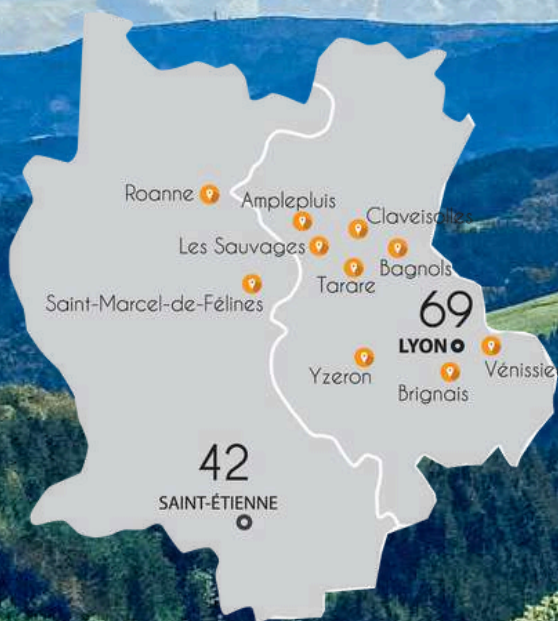 Roanne
Amplepluis
Claveisolles
Les Sauvages
Bagnols
Tarare
Saint-Marcel-de-Félines
69
LYON
Vénissie
Yzeron
Brignais
42
SAINT-ÉTIENNE